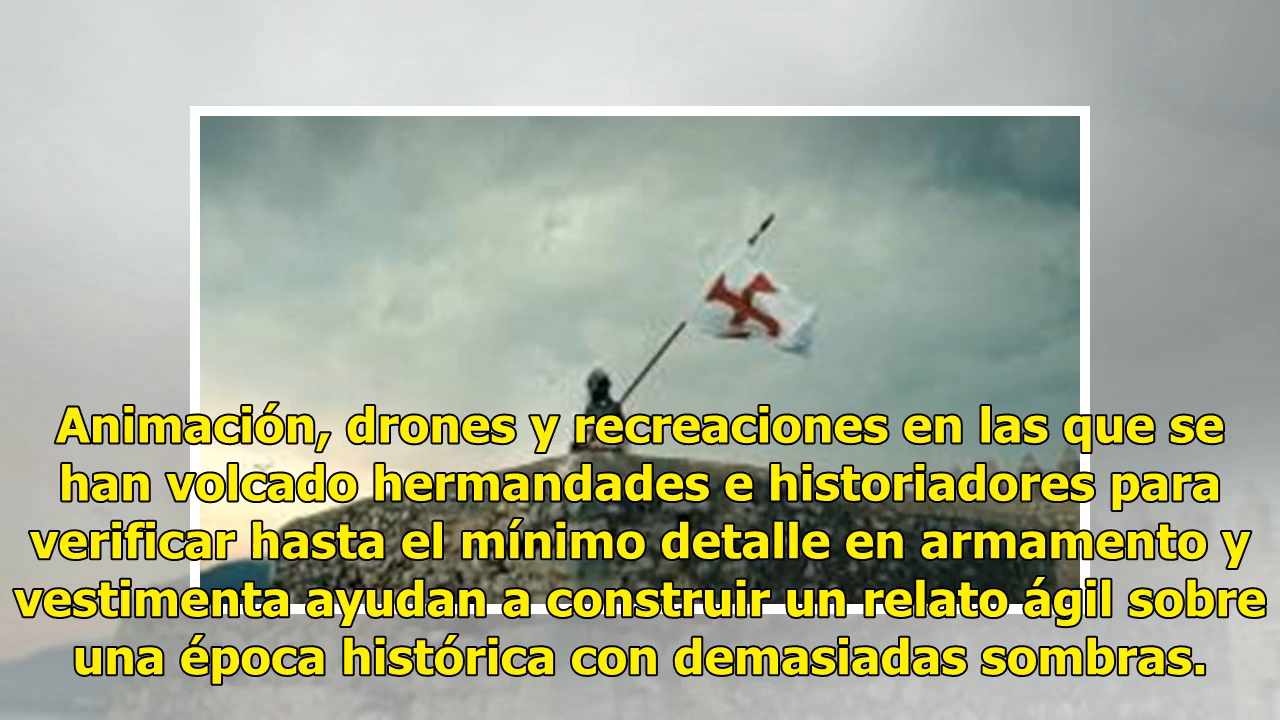 Animación, drones y recreaciones en las que se
han volcado hermandades e historiadores para
verificar hasta el mínimo detalle en armamento y
vestimenta ayudan a construir un relato ágil sobre
una época histórica con demasiadas sombras.